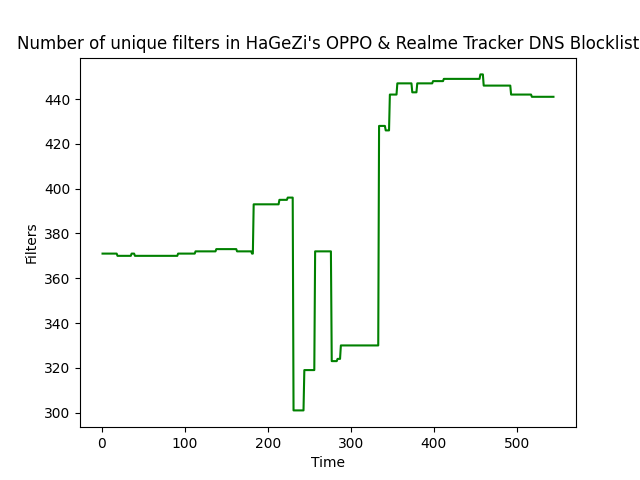 Number of unique filters in HaGeZi's OPPO & Realme Tracker DNS Blocklist
440
420
400
380
360
340
320
300
Filters
0 100 200 300 400 500
Time